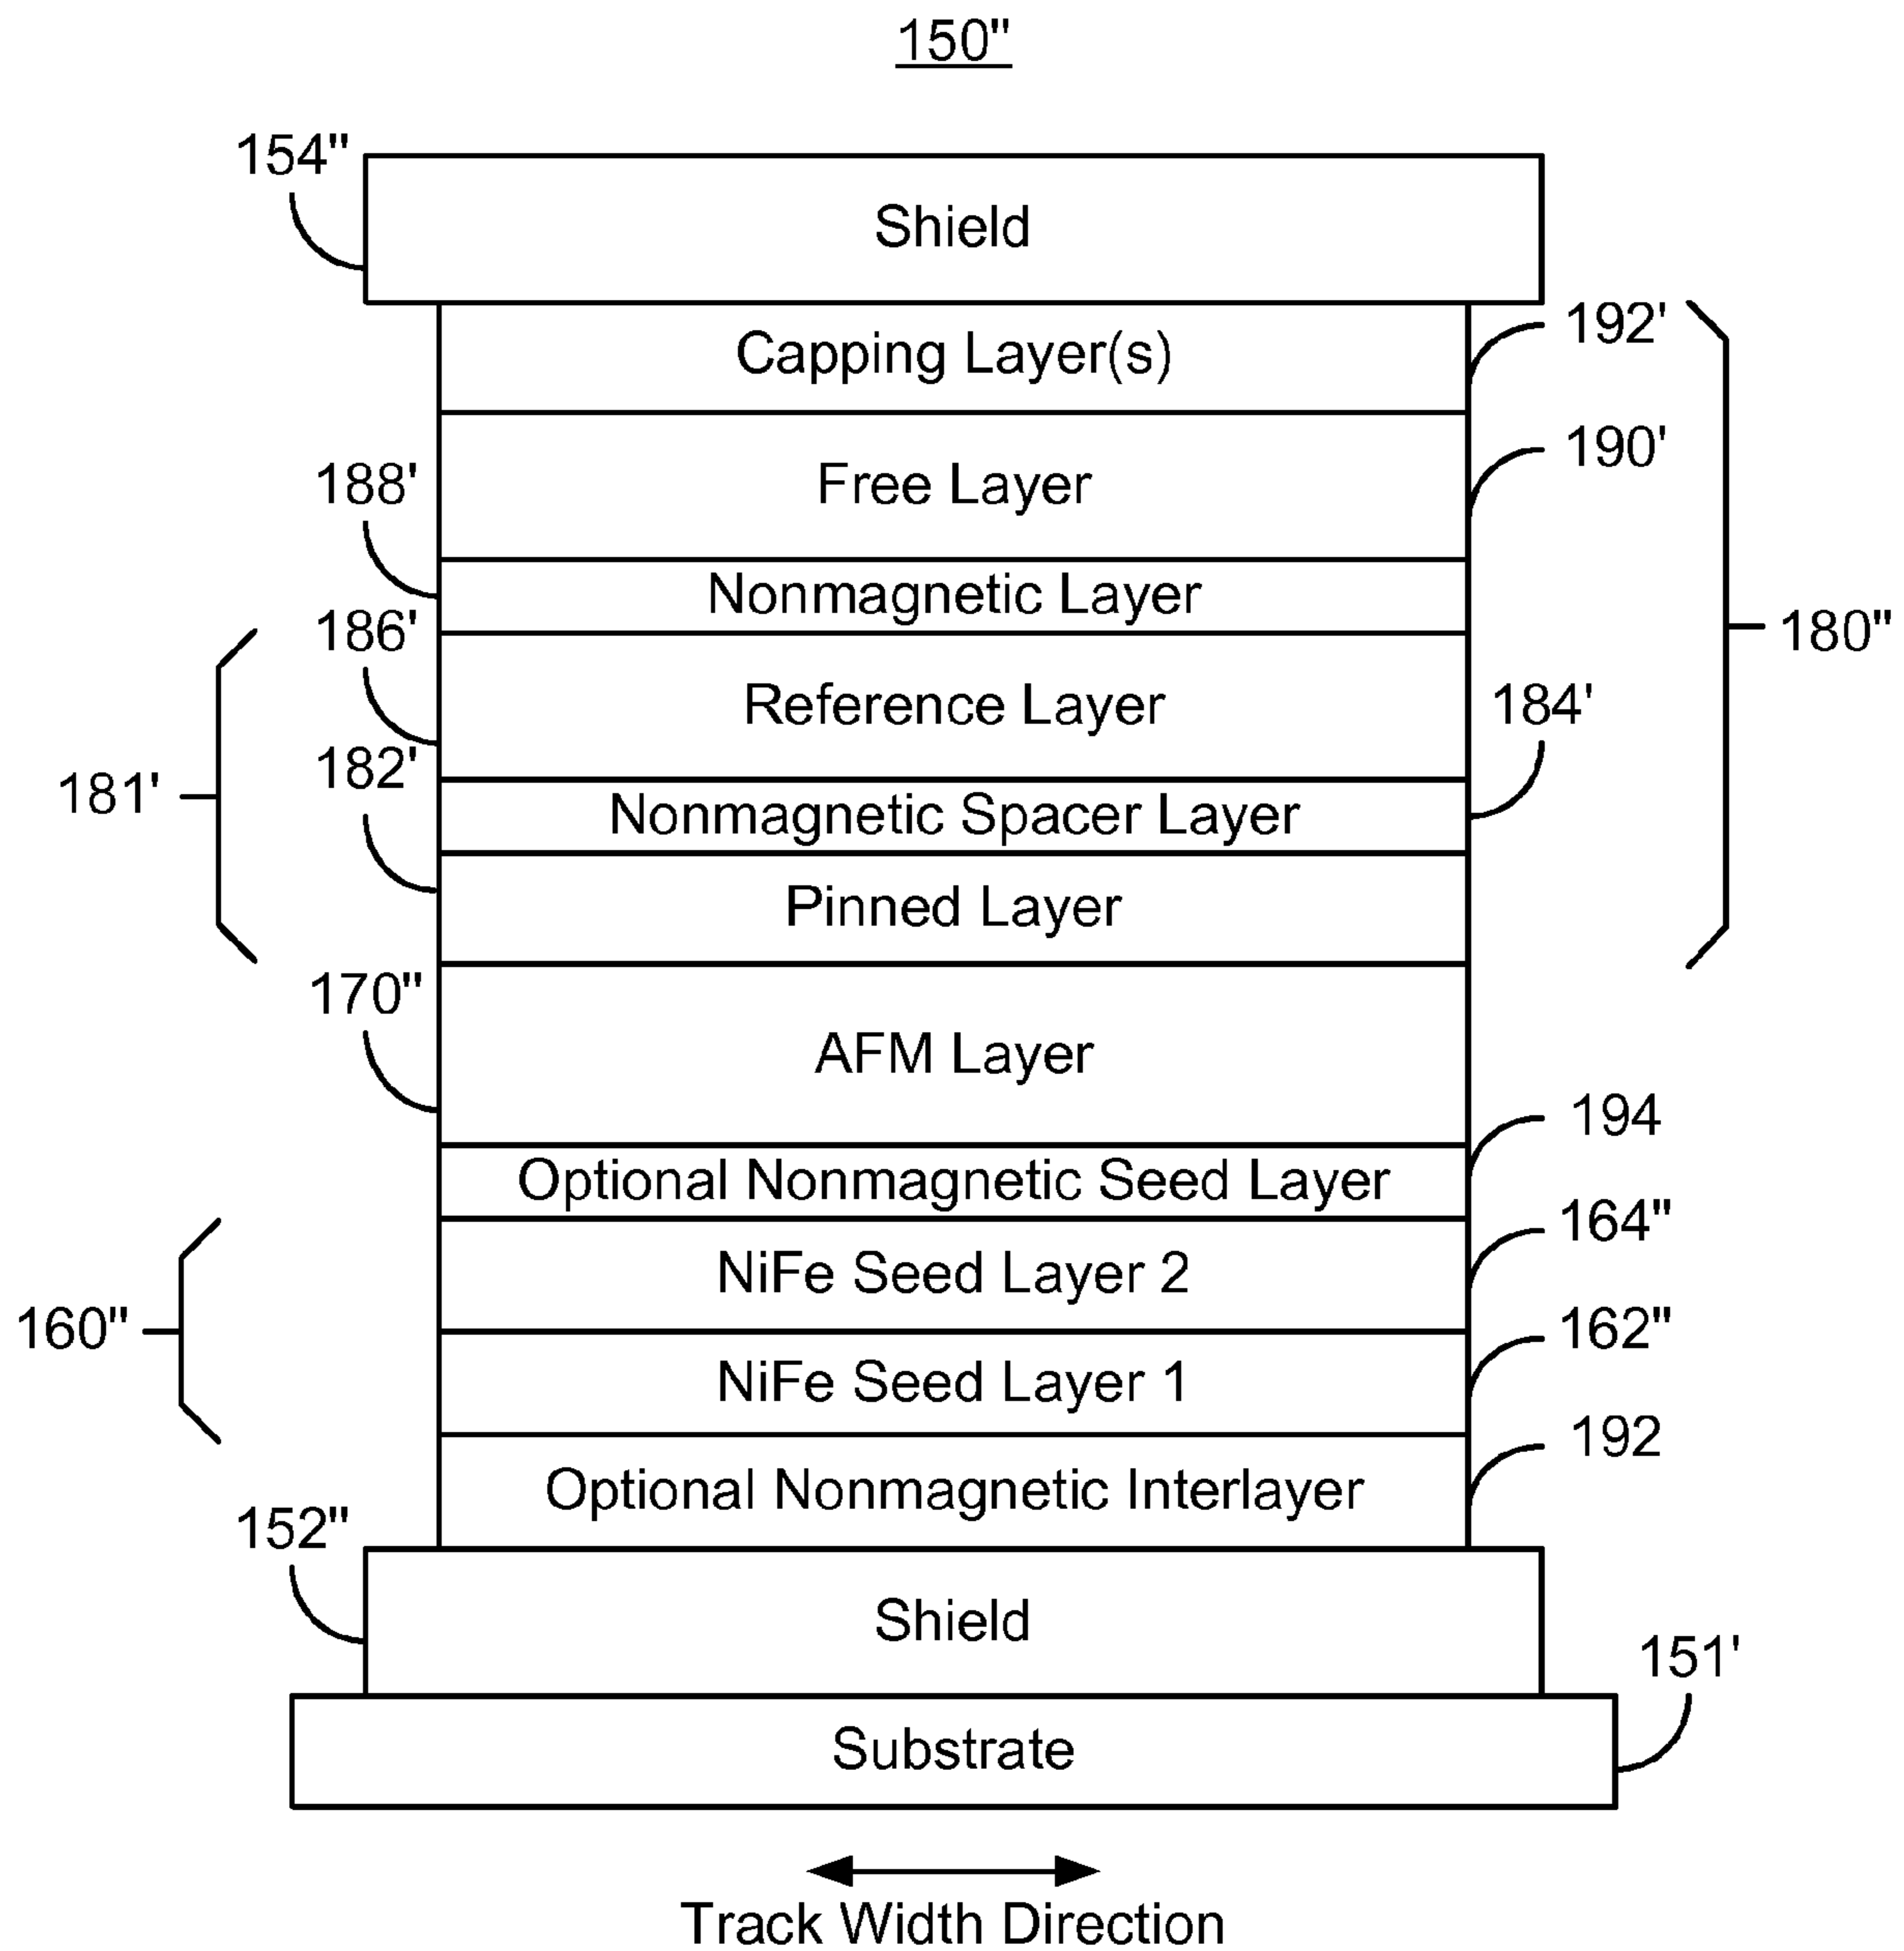 150"
154"
Shield
192'
Capping Layer(s)
190'
188'
Free Layer
Nonmagnetic Layer
186'
180"
Reference Layer
184'
182'
181'
Nonmagnetic Spacer Layer
Pinned Layer
170"
AFM Layer
194
Optional Nonmagnetic Seed Layer
164"
NiFe Seed Layer 2
160"
162"
NiFe Seed Layer 1
192
Optional Nonmagnetic Interlayer
152"
Shield
151'
Substrate
Track Width Direction